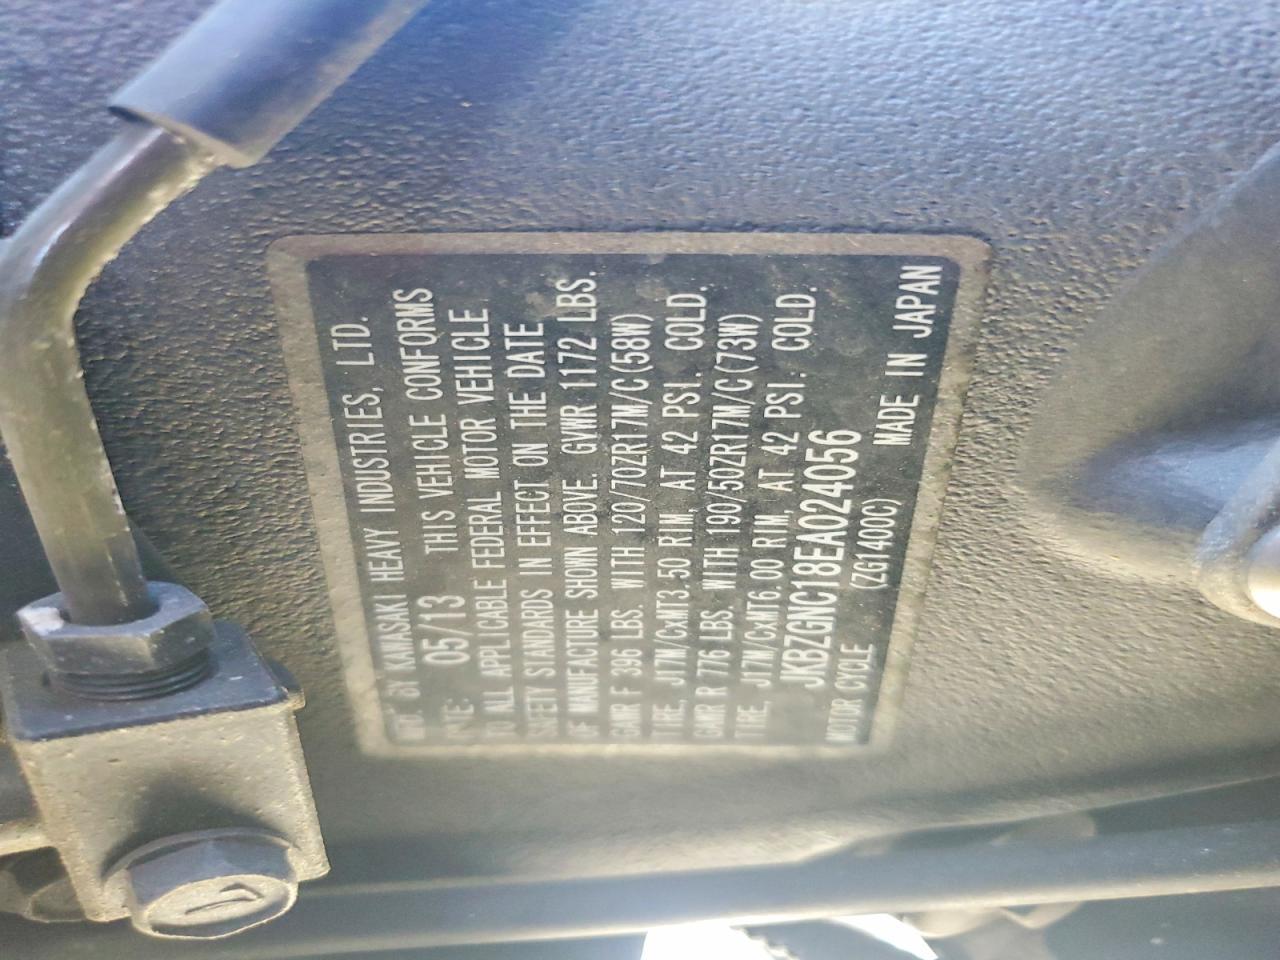 MFD. BY KAWASAKI HEAVY INDUSTRIES, LTD.
DATE: 05/13 THIS VEHICLE CONFORMS
TO ALL APPLICABLE FEDERAL MOTOR VEHICLE
SAFETY STANDARDS IN EFFECT ON THE DATE
OF MANUFACTURE SHOWN ABOVE. GVWR 1172 LBS.
GAWR F 396 LBS. WITH 120/70ZR17M/C(58W)
TIRE, J17M/CxMT3.50 RIM, AT 42 PSI. COLD.
GAWR R 776 LBS. WITH 190/50ZR17M/C(73W)
TIRE, J17M/CxMT6.00 RIM, AT 42 PSI. COLD.
JKBZGNC18EA024056
MOTOR CYCLE (ZG1400C) MADE IN JAPAN